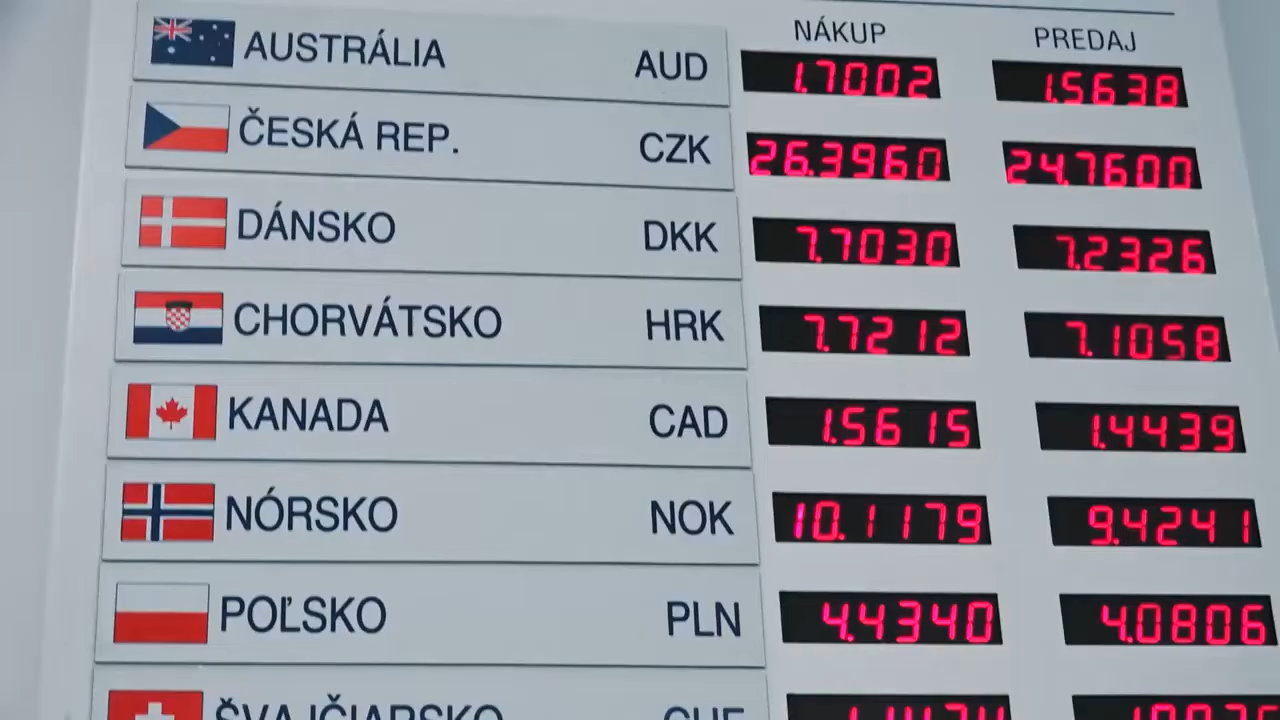 NÁKUP PREDAJ
AUSTRÁLIA AUD 1.7002 1.5638
ČESKÁ REP. CZK 26.3960 24.7600
DÁNSKO DKK 7.7030 7.2326
CHORVÁTSKO HRK 7.7212 7.1058
KANADA CAD 1.5615 1.4439
NÓRSKO NOK 10.1179 9.4241
POĽSKO PLN 4.4340 4.0806
ŠVAJČIARSKO CHF